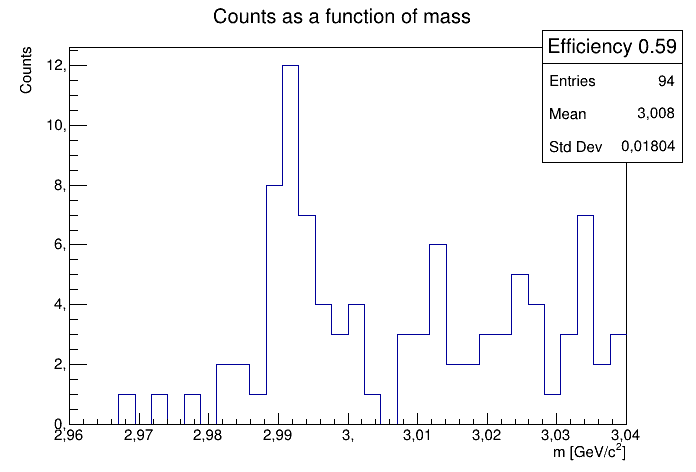 Counts as a function of mass
Efficiency 0.59
Entries 94
Mean 3,008
Std Dev 0,01804
Counts
12,
10,
8,
6,
4,
2,
0,
2,96 2,97 2,98 2,99 3, 3,01 3,02 3,03 3,04
m [GeV/c²]